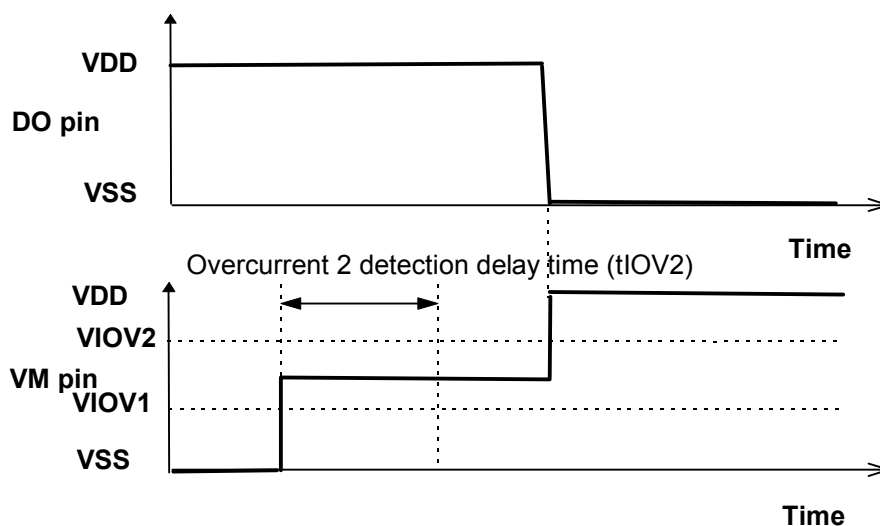 VDD
DO pin
VSS
Time
Overcurrent 2 detection delay time (tIOV2)
VDD
VIOV2
VM pin
VIOV1
VSS
Time